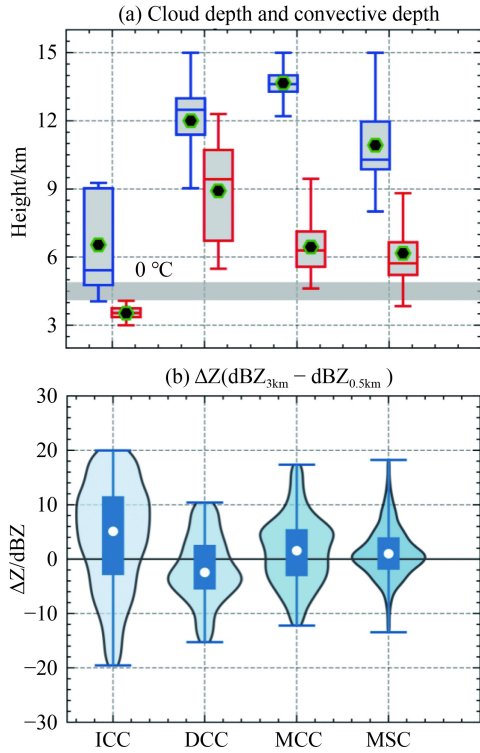 (a) Cloud depth and convective depth
15
12
9
6
3
Height/km
0 °C
(b) ΔZ(dBZ3km − dBZ0.5km)
30
20
10
0
−10
−20
−30
ΔZ/dBZ
ICC DCC MCC MSC